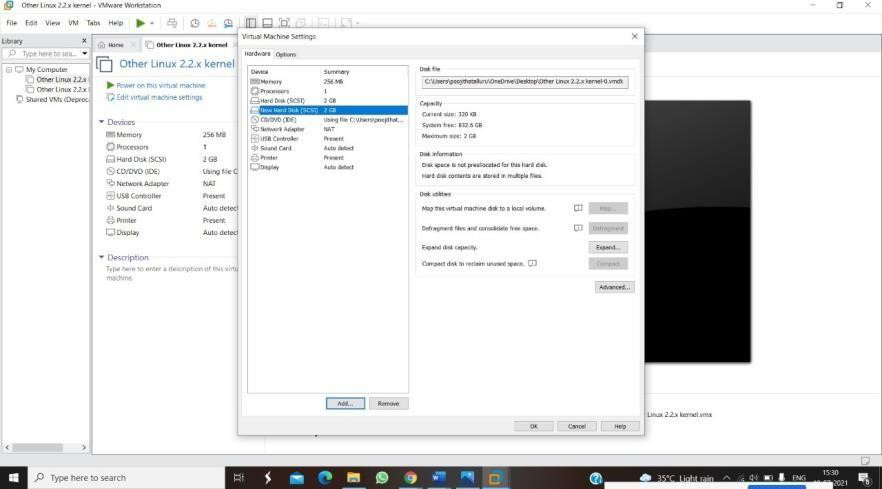 Other Linux 2.2.x kernel - VMware Workstation
File Edit View VM Tabs Help
Library
Type here to sea...
My Computer
Other Linux 2.2.x l
Other Linux 2.2.x l
Shared VMs (Deprec
Home
Other Linux 2.2.x kernel
Other Linux 2.2.x kernel
Power on this virtual machine
Edit virtual machine settings
Devices
Memory 256 MB
Processors 1
Hard Disk (SCSI) 2 GB
CD/DVD (IDE) Using file C
Network Adapter NAT
USB Controller Present
Sound Card Auto detect
Printer Present
Display Auto detect
Description
Type here to enter a description of this virtu
machine.
Virtual Machine Settings
Hardware Options
Device Summary
Memory 256 MB
Processors 1
Hard Disk (SCSI) 2 GB
New Hard Disk (SCSI) 2 GB
CD/DVD (IDE) Using file C:\Users\poojithat...
Network Adapter NAT
USB Controller Present
Sound Card Auto detect
Printer Present
Display Auto detect
Add...
Remove
Disk file
C:\Users\poojithatalluru\OneDrive\Desktop\Other Linux 2.2.x kernel-0.vmdk
Capacity
Current size: 320 KB
System free: 832.6 GB
Maximum size: 2 GB
Disk information
Disk space is not preallocated for this hard disk.
Hard disk contents are stored in multiple files.
Disk utilities
Map this virtual machine disk to a local volume.
Map...
Defragment files and consolidate free space.
Defragment
Expand disk capacity.
Expand...
Compact disk to reclaim unused space.
Compact
Advanced...
OK
Cancel
Help
Linux 2.2.x kernel.vmx
Type here to search
35°C Light rain
ENG
15:30